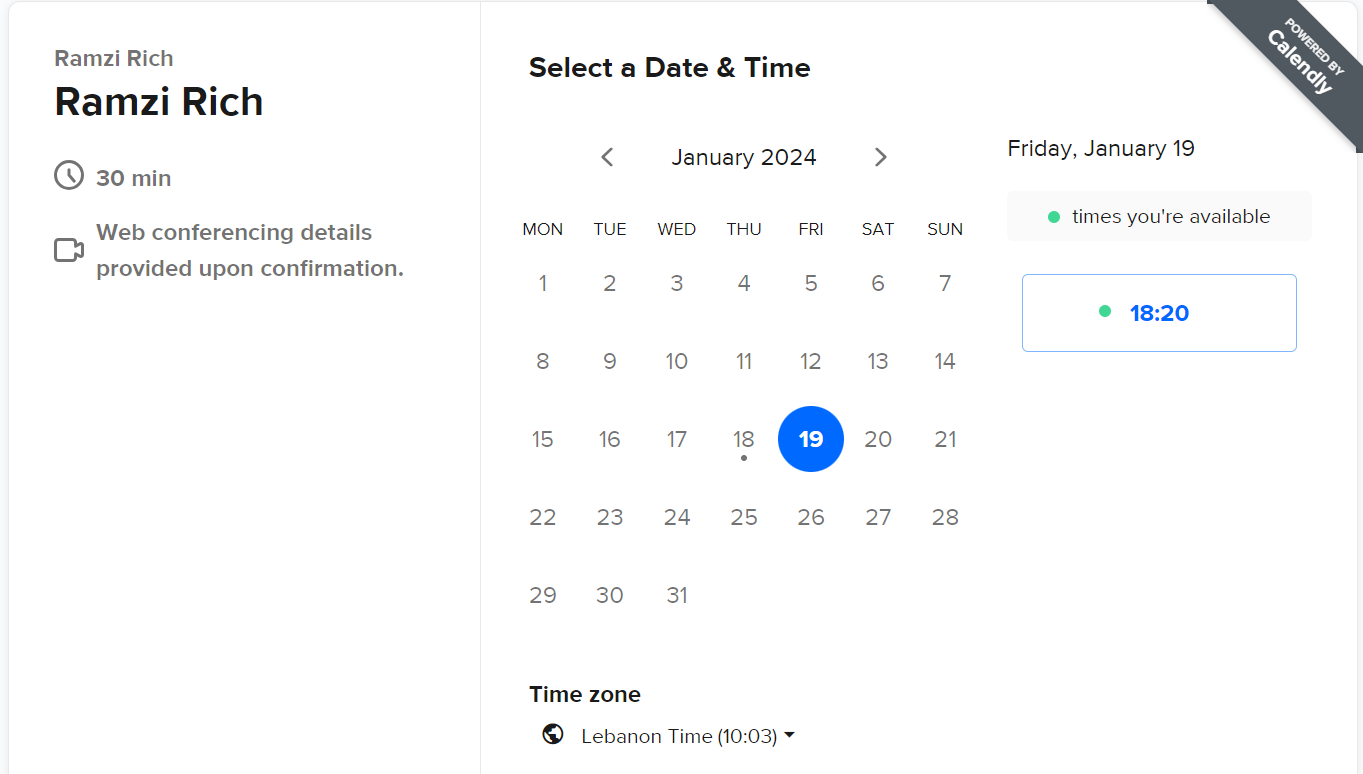 Ramzi Rich
Ramzi Rich
30 min
Web conferencing details
provided upon confirmation.
Select a Date & Time
January 2024
MON TUE WED THU FRI SAT SUN
1 2 3 4 5 6 7
8 9 10 11 12 13 14
15 16 17 18 19 20 21
22 23 24 25 26 27 28
29 30 31
Time zone
Lebanon Time (10:03)
Friday, January 19
times you're available
18:20
POWERED BY
Calendly